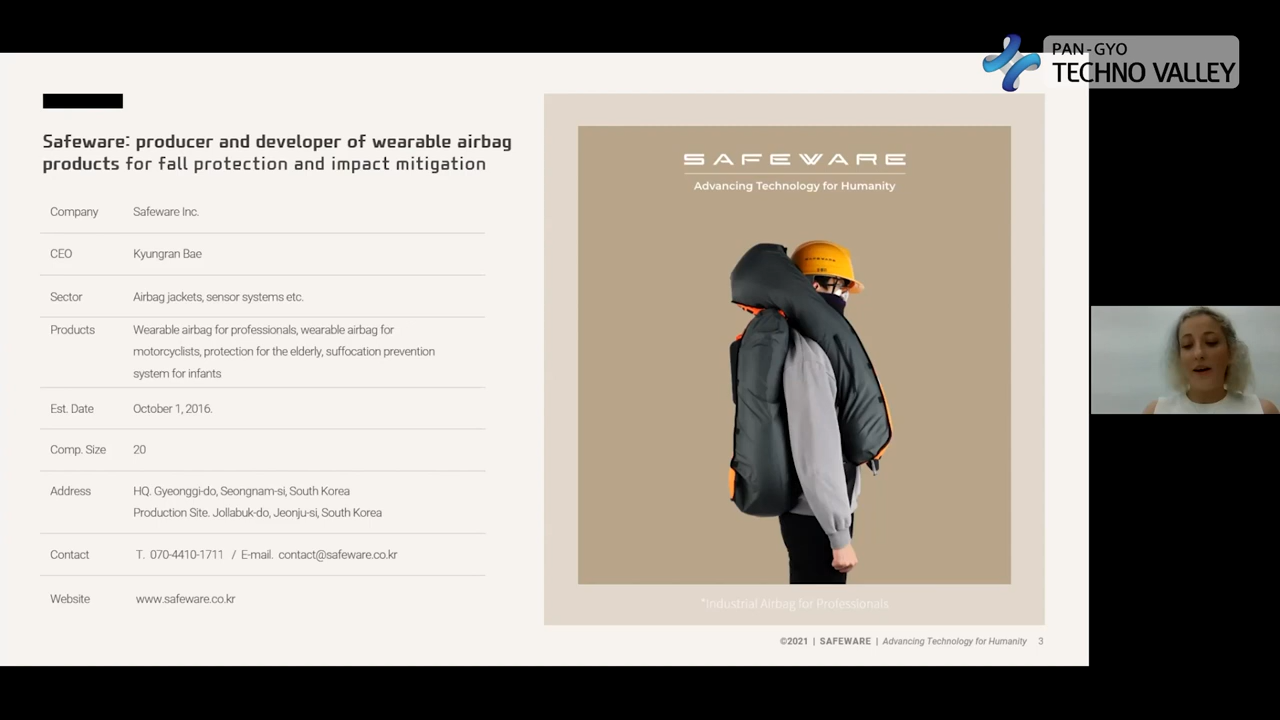 PAN-GYO
TECHNO VALLEY
Safeware: producer and developer of wearable airbag
products for fall protection and impact mitigation
Company Safeware Inc.
CEO Kyungran Bae
Sector Airbag jackets, sensor systems etc.
Products Wearable airbag for professionals, wearable airbag for
motorcyclists, protection for the elderly, suffocation prevention
system for infants
Est. Date October 1, 2016.
Comp. Size 20
Address HQ. Gyeonggi-do, Seongnam-si, South Korea
Production Site. Jollabuk-do, Jeonju-si, South Korea
Contact T. 070-4410-1711 / E-mail. contact@safeware.co.kr
Website www.safeware.co.kr
SAFEWARE
Advancing Technology for Humanity
*Industrial Airbag for Professionals
©2021 | SAFEWARE | Advancing Technology for Humanity 3